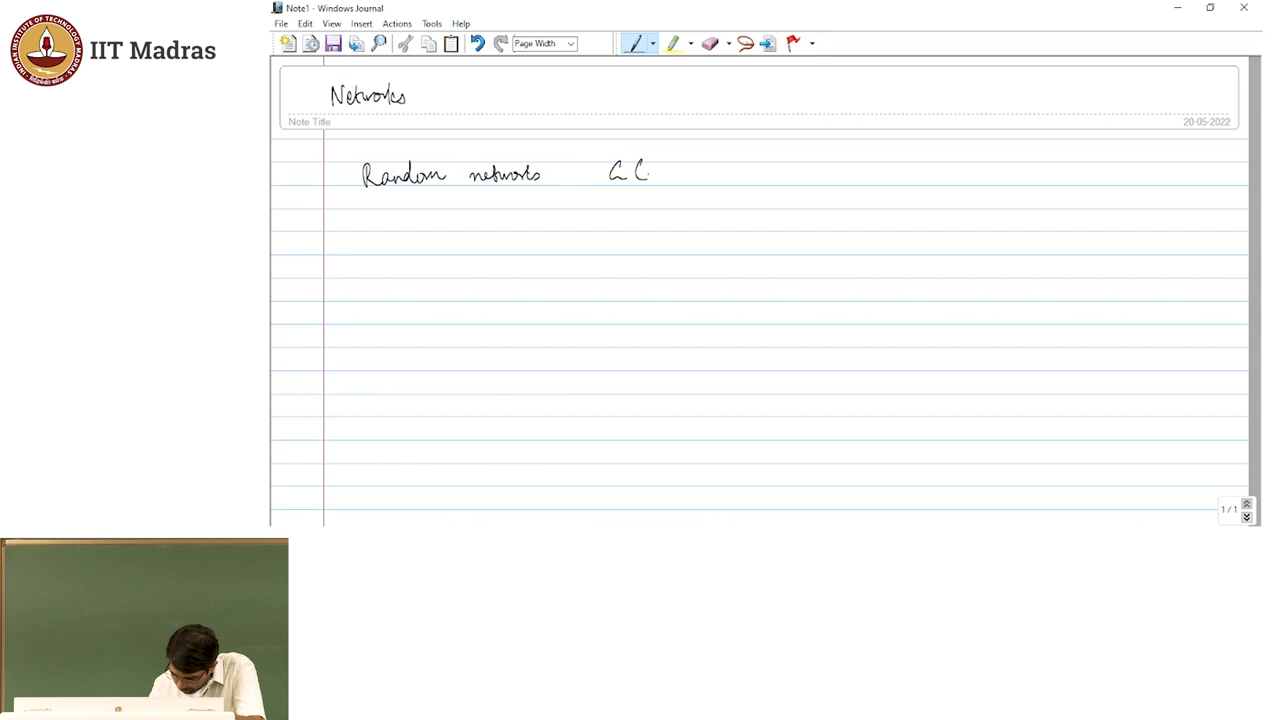 Note1 - Windows Journal
File Edit View Insert Actions Tools Help
IIT Madras
Page Width
Networks
Note Title
20-05-2022
Random networks G(
1 / 1